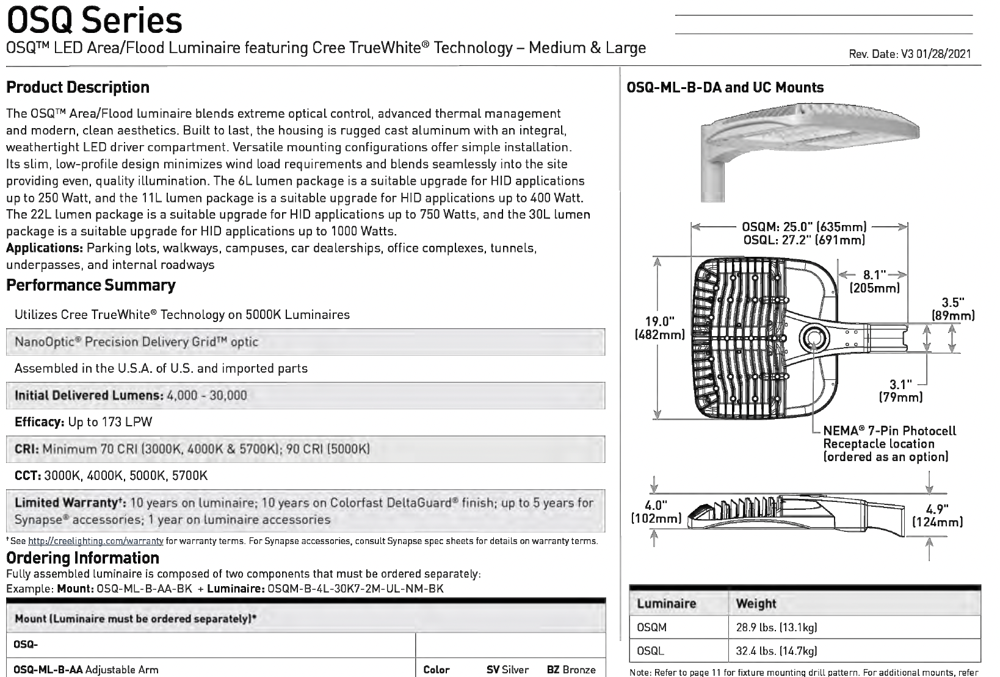 OSQ Series
OSQ™ LED Area/Flood Luminaire featuring Cree TrueWhite® Technology – Medium & Large
Rev. Date: V3 01/28/2021
Product Description
The OSQ™ Area/Flood luminaire blends extreme optical control, advanced thermal management
and modern, clean aesthetics. Built to last, the housing is rugged cast aluminum with an integral,
weathertight LED driver compartment. Versatile mounting configurations offer simple installation.
Its slim, low-profile design minimizes wind load requirements and blends seamlessly into the site
providing even, quality illumination. The 6L lumen package is a suitable upgrade for HID applications
up to 250 Watt, and the 11L lumen package is a suitable upgrade for HID applications up to 400 Watt.
The 22L lumen package is a suitable upgrade for HID applications up to 750 Watts, and the 30L lumen
package is a suitable upgrade for HID applications up to 1000 Watts.
Applications: Parking lots, walkways, campuses, car dealerships, office complexes, tunnels,
underpasses, and internal roadways
Performance Summary
Utilizes Cree TrueWhite® Technology on 5000K Luminaires
NanoOptic® Precision Delivery Grid™ optic
Assembled in the U.S.A. of U.S. and imported parts
Initial Delivered Lumens: 4,000 - 30,000
Efficacy: Up to 173 LPW
CRI: Minimum 70 CRI (3000K, 4000K & 5700K); 90 CRI (5000K)
CCT: 3000K, 4000K, 5000K, 5700K
Limited Warranty†: 10 years on luminaire; 10 years on Colorfast DeltaGuard® finish; up to 5 years for
Synapse® accessories; 1 year on luminaire accessories
†See http://creelighting.com/warranty for warranty terms. For Synapse accessories, consult Synapse spec sheets for details on warranty terms.
Ordering Information
Fully assembled luminaire is composed of two components that must be ordered separately:
Example: Mount: OSQ-ML-B-AA-BK + Luminaire: OSQM-B-4L-30K7-2M-UL-NM-BK
Mount (Luminaire must be ordered separately)*
OSQ-
OSQ-ML-B-AA Adjustable Arm
Color SV Silver BZ Bronze
OSQ-ML-B-DA and UC Mounts
OSQM: 25.0" (635mm)
OSQL: 27.2" (691mm)
8.1"
(205mm)
3.5"
(89mm)
19.0"
(482mm)
3.1"
(79mm)
NEMA® 7-Pin Photocell
Receptacle location
(ordered as an option)
4.0"
(102mm)
4.9"
(124mm)
Luminaire Weight
OSQM 28.9 lbs. (13.1kg)
OSQL 32.4 lbs. (14.7kg)
Note: Refer to page 11 for fixture mounting drill pattern. For additional mounts, refer